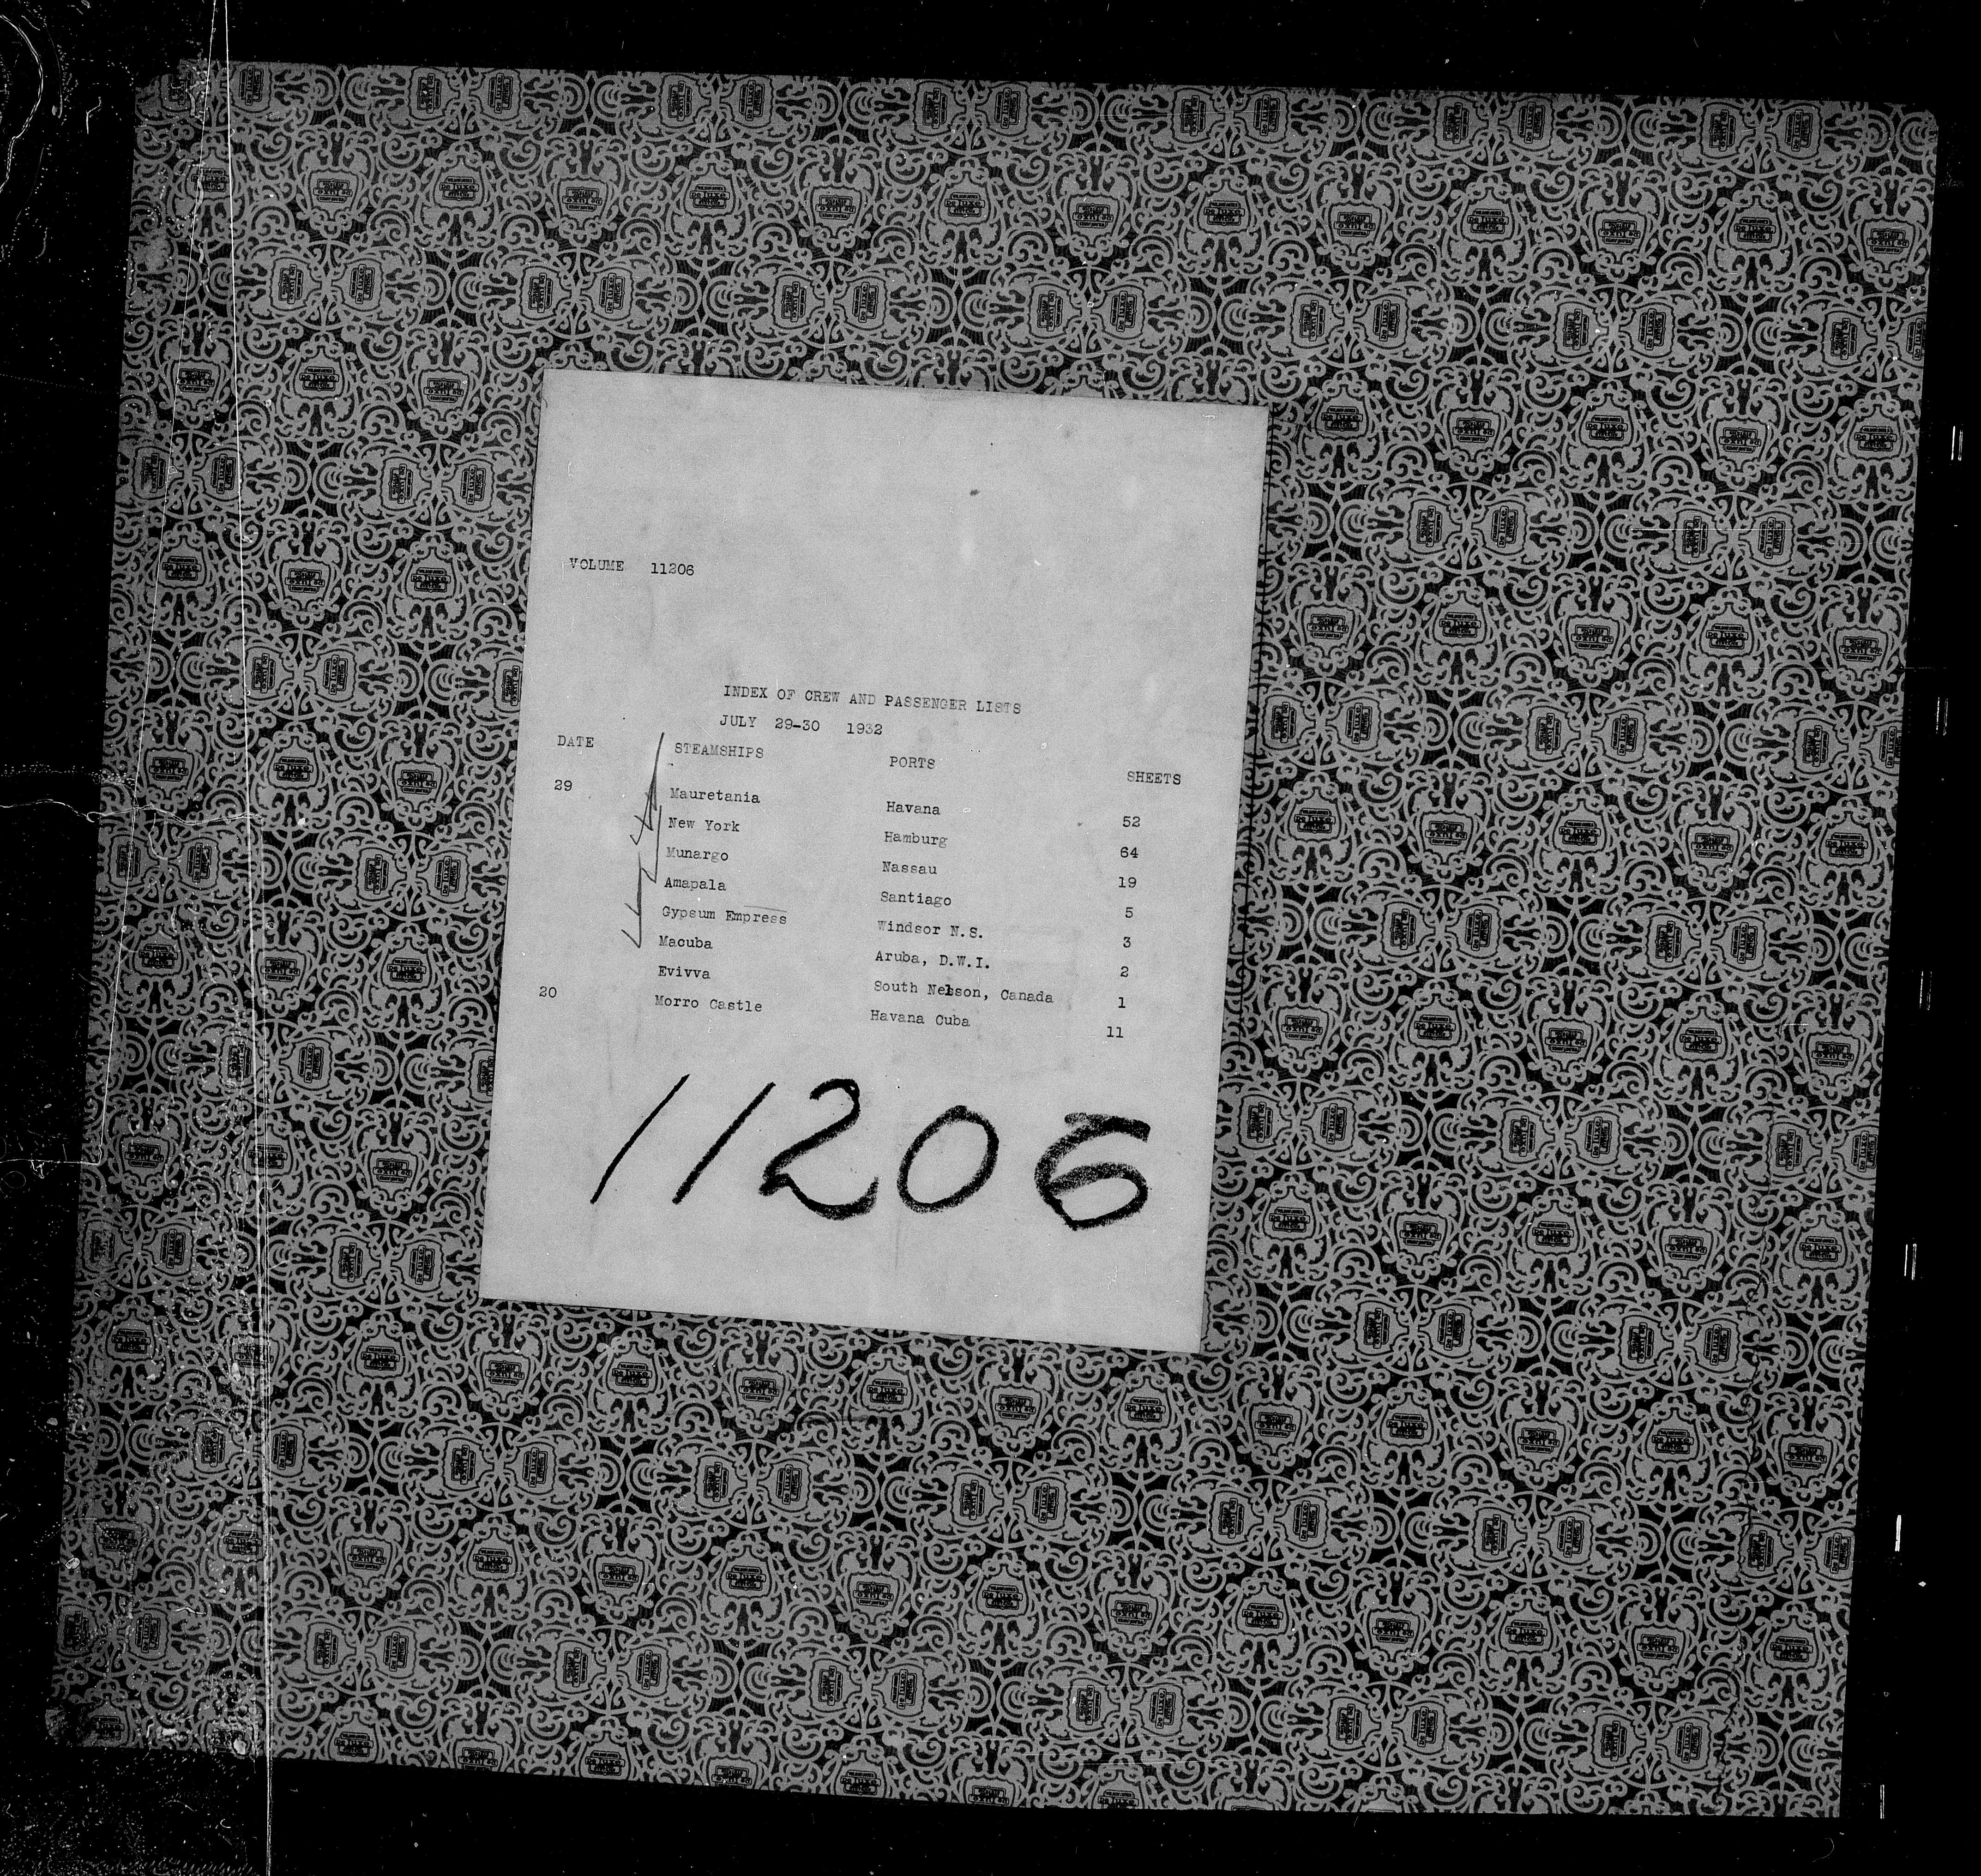 VOLUME 11206
INDEX OF CREW AND PASSENGER LISTS
JULY 29-30 1932
DATE STEAMSHIPS PORTS SHEETS
29 Mauretania Havana 52
New York Hamburg 64
Munargo Nassau 19
Amapala Santiago 5
Gypsum Empress Windsor N.S. 3
Macuba Aruba, D.W.I. 2
Evivva South Nelson, Canada 1
20 Morro Castle Havana Cuba 11
11206
De luxe